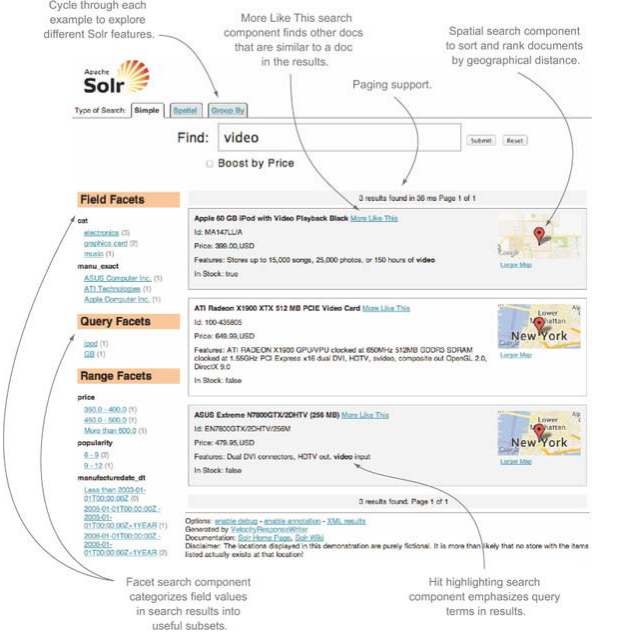 Cycle through each
example to explore
different Solr features.
More Like This search
component finds other docs
that are similar to a doc
in the results.
Spatial search component
to sort and rank documents
by geographical distance.
Paging support.
Apache
Solr
Type of Search: Simple Spatial Group By
Find: video Submit Reset
Boost by Price
Field Facets
cat
electronics (3)
graphics card (2)
music (1)
manu_exact
ASUS Computer Inc. (1)
ATI Technologies (1)
Apple Computer Inc. (1)
Query Facets
ipod (1)
GB (1)
Range Facets
price
350.0 - 400.0 (1)
450.0 - 500.0 (1)
More than 600.0 (1)
popularity
6 - 9 (2)
9 - 12 (1)
manufacturedate_dt
Less than 2003-01-
01T00:00:00Z (0)
2005-01-01T00:00:00Z -
2005-01-
01T00:00:00Z+1YEAR (1)
2006-01-01T00:00:00Z -
2006-01-
01T00:00:00Z+1YEAR (2)
3 results found in 36 ms Page 1 of 1
Apple 60 GB iPod with Video Playback Black More Like This
Id: MA147LL/A
Price: 399.00,USD
Features: Stores up to 15,000 songs, 25,000 photos, or 150 hours of video
In Stock: true
Google
Larger Map
ATI Radeon X1900 XTX 512 MB PCIE Video Card More Like This
Id: 100-435805
Price: 649.99,USD
Features: ATI RADEON X1900 GPU/VPU clocked at 650MHz 512MB GDDR3 SDRAM
clocked at 1.55GHz PCI Express x16 dual DVI, HDTV, svideo, composite out OpenGL 2.0,
DirectX 9.0
In Stock: false
Lower
Manhattan
New York
Google
Larger Map
ASUS Extreme N7800GTX/2DHTV (256 MB) More Like This
Id: EN7800GTX/2DHTV/256M
Price: 479.95,USD
Features: Dual DVI connectors, HDTV out, video input
In Stock: false
Lower
Manhattan
New York
Google
Larger Map
3 results found. Page 1 of 1
Options: enable debug - enable annotation - XML results
Generated by VelocityResponseWriter
Documentation: Solr Home Page, Solr Wiki
Disclaimer: The locations displayed in this demonstration are purely fictional. It is more than likely that no store with the items
listed actually exists at that location!
Facet search component
categorizes field values
in search results into
useful subsets.
Hit highlighting search
component emphasizes query
terms in results.